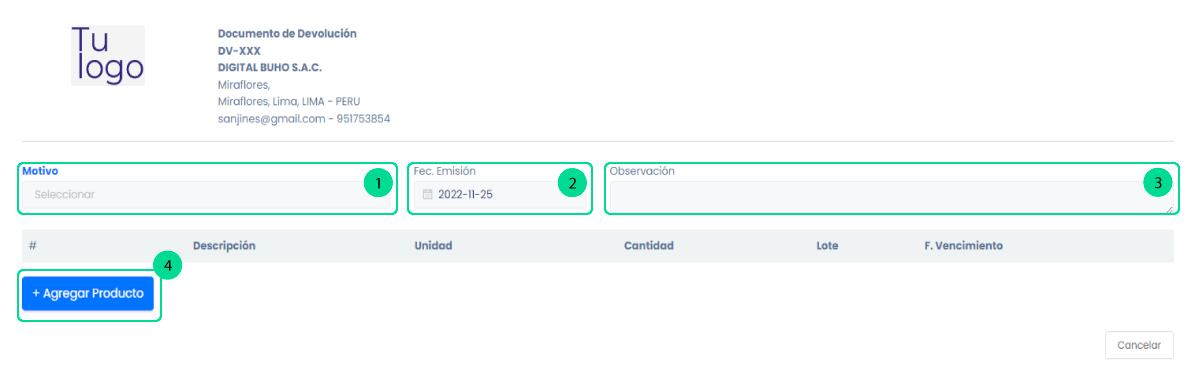 Tu
logo
Documento de Devolución
DV-XXX
DIGITAL BUHO S.A.C.
Miraflores,
Miraflores, Lima, LIMA - PERU
sanjines@gmail.com - 951753854
Motivo
Seleccionar
1
Fec. Emisión
2022-11-25
2
Observación
3
# Descripción Unidad Cantidad Lote F. Vencimiento
4
+ Agregar Producto
Cancelar